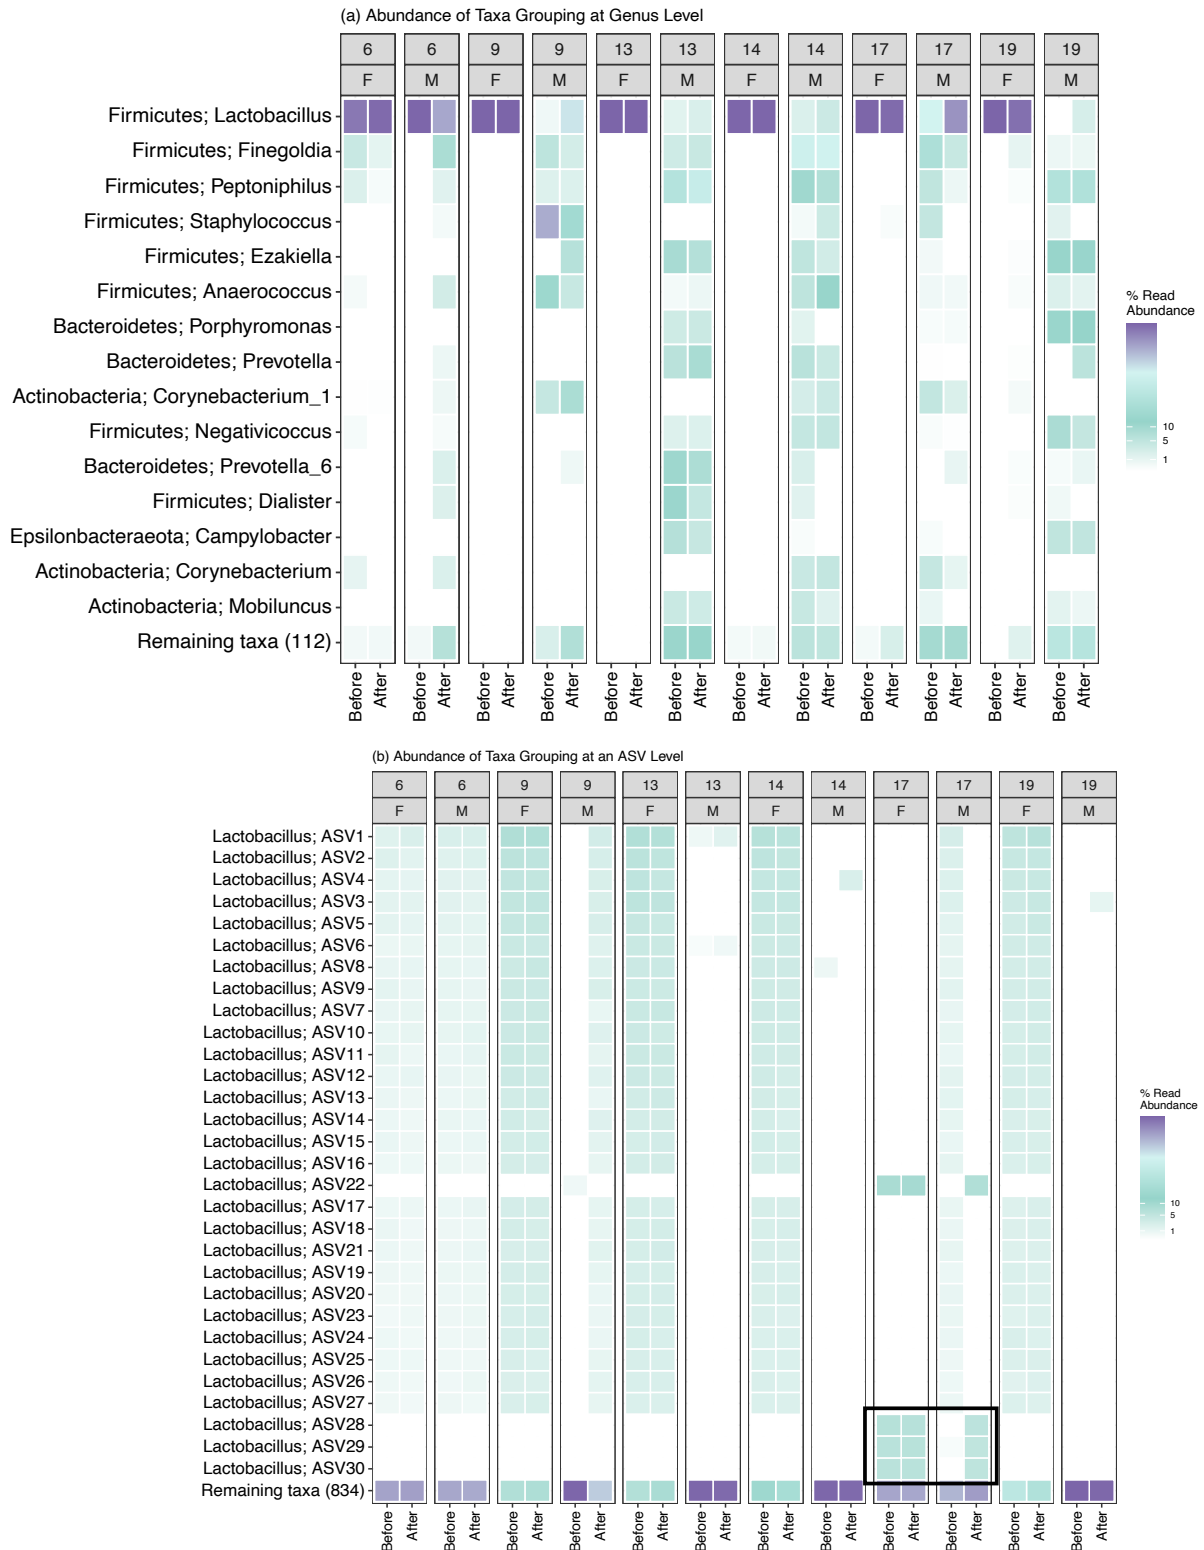 (a) Abundance of Taxa Grouping at Genus Level
6 6 9 9 13 13 14 14 17 17 19 19
F M F M F M F M F M F M
Firmicutes; Lactobacillus
Firmicutes; Finegoldia
Firmicutes; Peptoniphilus
Firmicutes; Staphylococcus
Firmicutes; Ezakiella
Firmicutes; Anaerococcus
Bacteroidetes; Porphyromonas
Bacteroidetes; Prevotella
Actinobacteria; Corynebacterium_1
Firmicutes; Negativicoccus
Bacteroidetes; Prevotella_6
Firmicutes; Dialister
Epsilonbacteraeota; Campylobacter
Actinobacteria; Corynebacterium
Actinobacteria; Mobiluncus
Remaining taxa (112)
% Read
Abundance
10
5
1
Before After Before After Before After Before After Before After Before After Before After Before After Before After Before After Before After Before After
(b) Abundance of Taxa Grouping at an ASV Level
6 6 9 9 13 13 14 14 17 17 19 19
F M F M F M F M F M F M
Lactobacillus; ASV1
Lactobacillus; ASV2
Lactobacillus; ASV4
Lactobacillus; ASV3
Lactobacillus; ASV5
Lactobacillus; ASV6
Lactobacillus; ASV8
Lactobacillus; ASV9
Lactobacillus; ASV7
Lactobacillus; ASV10
Lactobacillus; ASV11
Lactobacillus; ASV12
Lactobacillus; ASV13
Lactobacillus; ASV14
Lactobacillus; ASV15
Lactobacillus; ASV16
Lactobacillus; ASV22
Lactobacillus; ASV17
Lactobacillus; ASV18
Lactobacillus; ASV21
Lactobacillus; ASV19
Lactobacillus; ASV20
Lactobacillus; ASV23
Lactobacillus; ASV24
Lactobacillus; ASV25
Lactobacillus; ASV26
Lactobacillus; ASV27
Lactobacillus; ASV28
Lactobacillus; ASV29
Lactobacillus; ASV30
Remaining taxa (834)
% Read
Abundance
10
5
1
Before After Before After Before After Before After Before After Before After Before After Before After Before After Before After Before After Before After